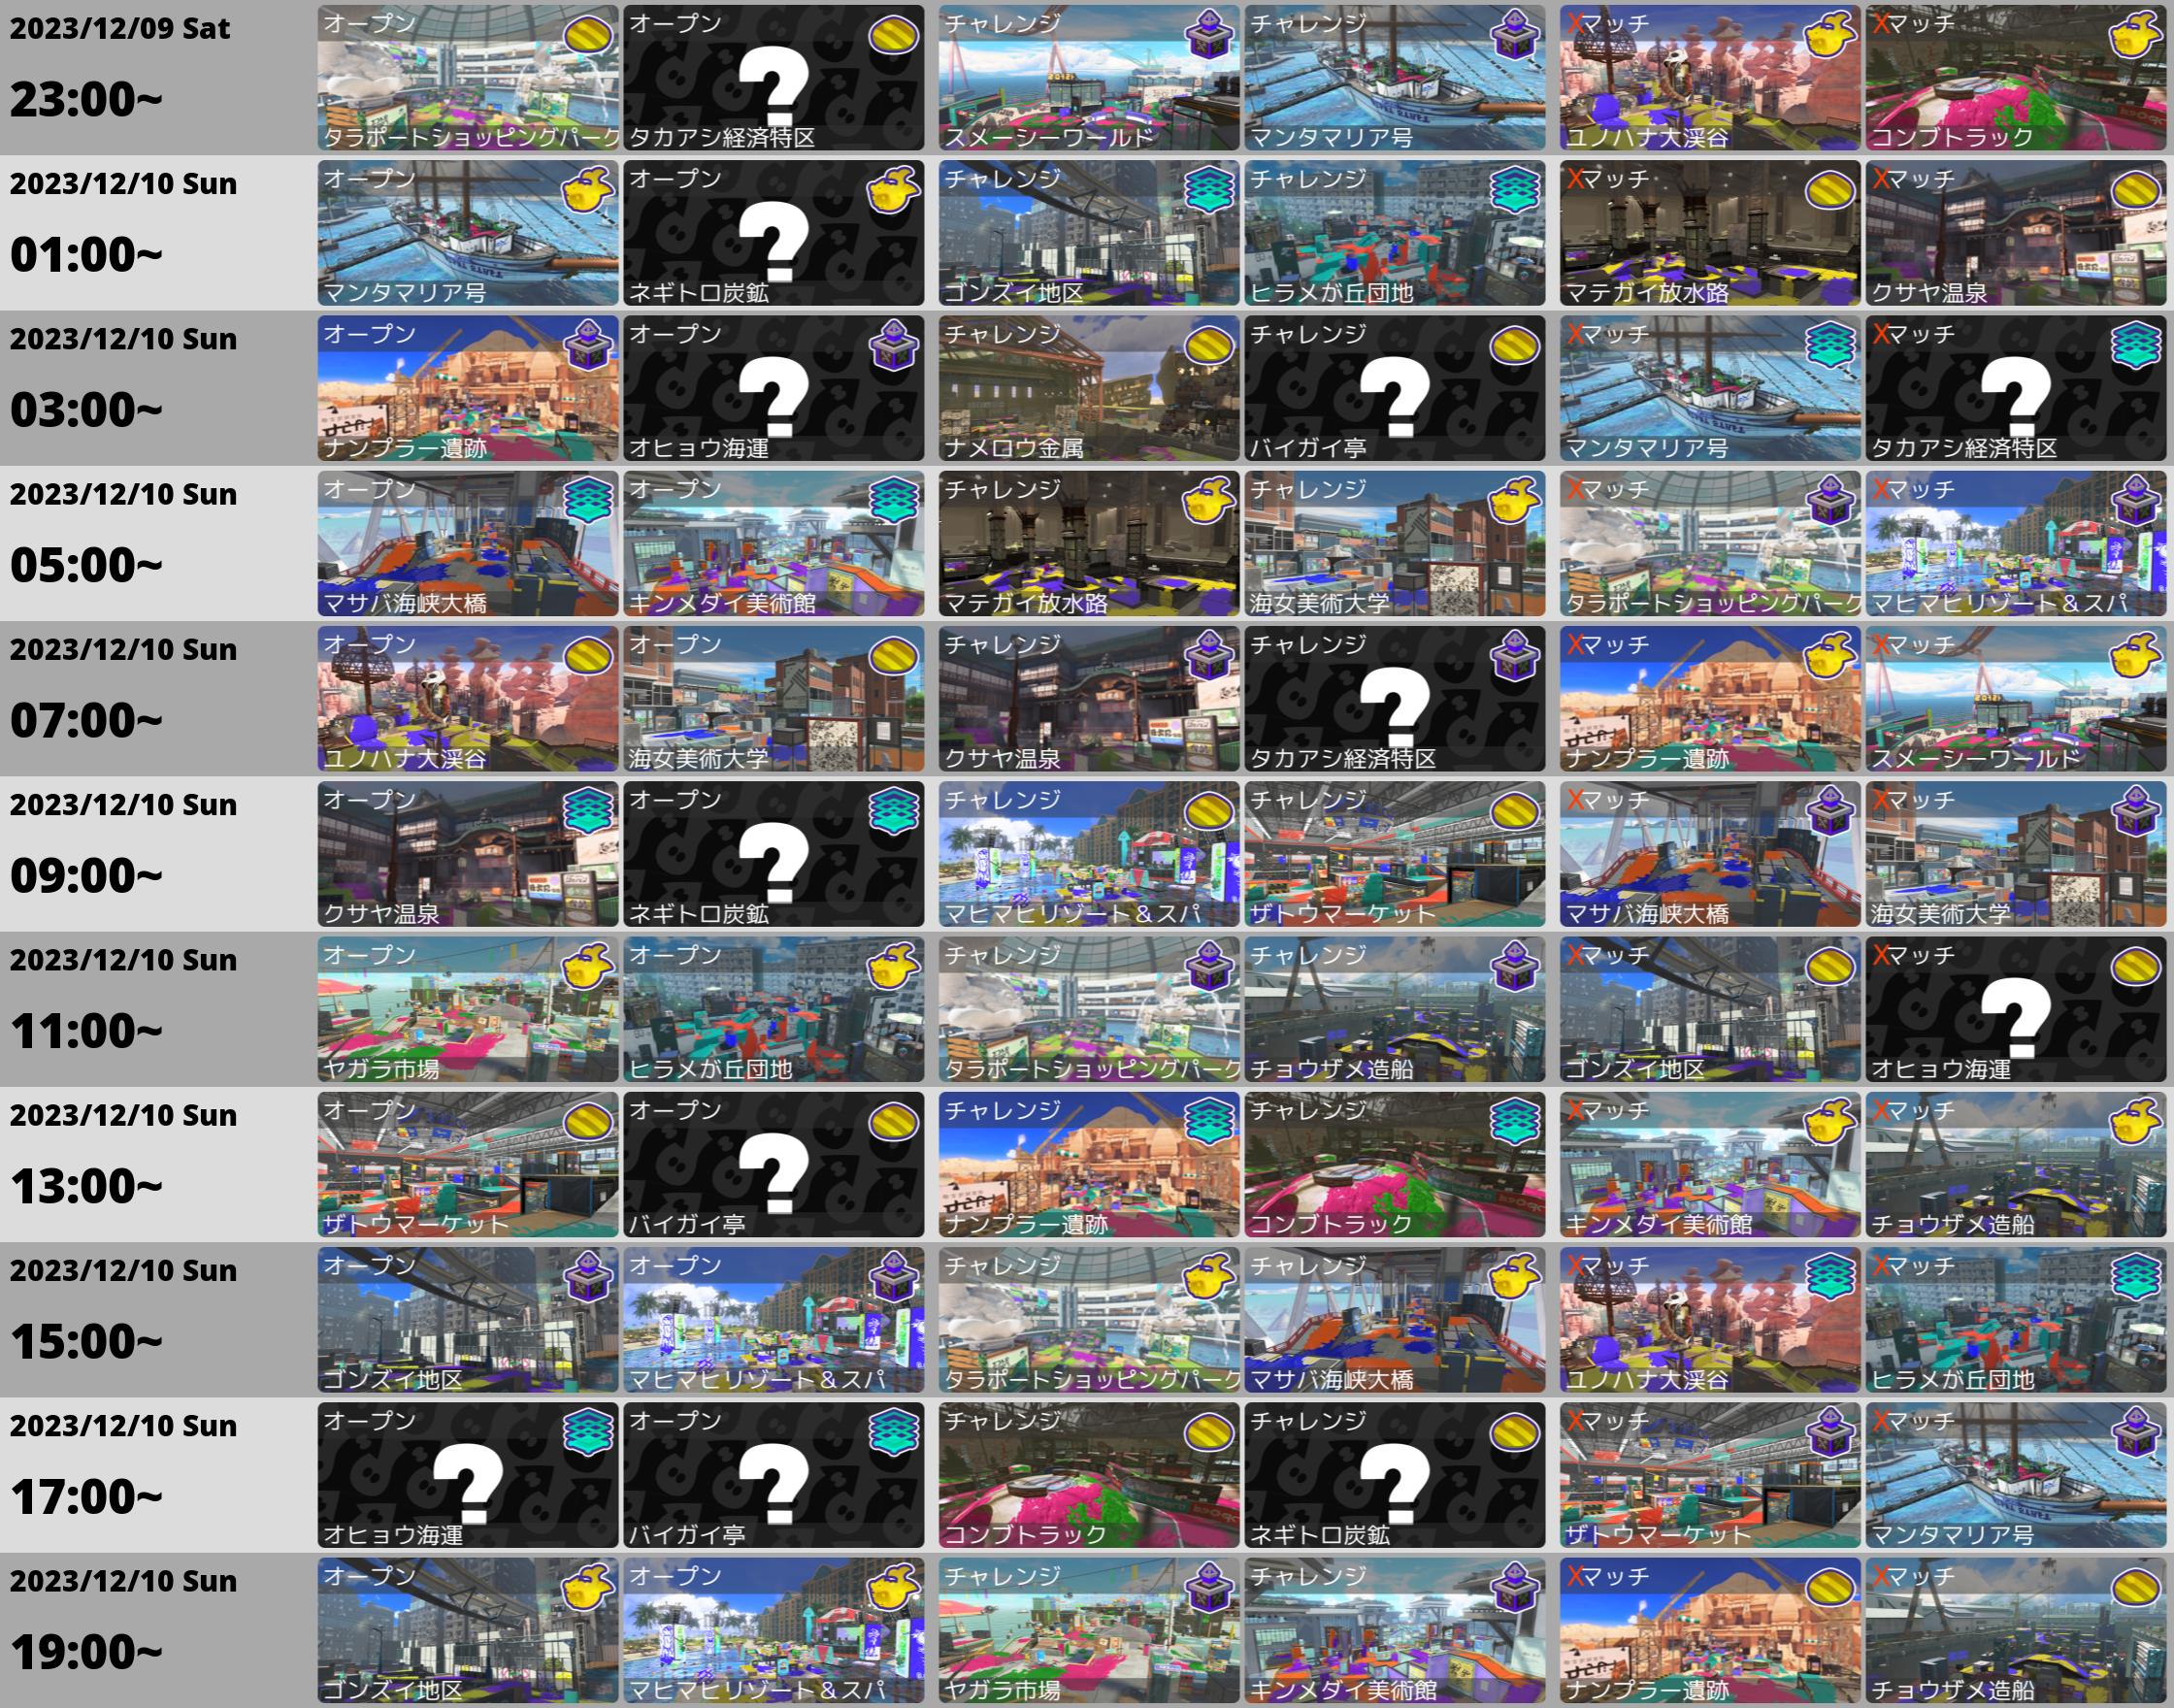 2023/12/09 Sat
23:00~
オープン オープン チャレンジ チャレンジ Xマッチ Xマッチ
タラポートショッピングパーク タカアシ経済特区 スメーシーワールド マンタマリア号 ユノハナ大渓谷 コンブトラック
2023/12/10 Sun
01:00~
オープン オープン チャレンジ チャレンジ Xマッチ Xマッチ
マンタマリア号 ネギトロ炭鉱 ゴンズイ地区 ヒラメが丘団地 マテガイ放水路 クサヤ温泉
2023/12/10 Sun
03:00~
オープン オープン チャレンジ チャレンジ Xマッチ Xマッチ
ナンプラー遺跡 オヒョウ海運 ナメロウ金属 バイガイ亭 マンタマリア号 タカアシ経済特区
2023/12/10 Sun
05:00~
オープン オープン チャレンジ チャレンジ Xマッチ Xマッチ
マサバ海峡大橋 キンメダイ美術館 マテガイ放水路 海女美術大学 タラポートショッピングパーク マヒマヒリゾート&スパ
2023/12/10 Sun
07:00~
オープン オープン チャレンジ チャレンジ Xマッチ Xマッチ
ユノハナ大渓谷 海女美術大学 クサヤ温泉 タカアシ経済特区 ナンプラー遺跡 スメーシーワールド
2023/12/10 Sun
09:00~
オープン オープン チャレンジ チャレンジ Xマッチ Xマッチ
クサヤ温泉 ネギトロ炭鉱 マヒマヒリゾート&スパ ザトウマーケット マサバ海峡大橋 海女美術大学
2023/12/10 Sun
11:00~
オープン オープン チャレンジ チャレンジ Xマッチ Xマッチ
ヤガラ市場 ヒラメが丘団地 タラポートショッピングパーク チョウザメ造船 ゴンズイ地区 オヒョウ海運
2023/12/10 Sun
13:00~
オープン オープン チャレンジ チャレンジ Xマッチ Xマッチ
ザトウマーケット バイガイ亭 ナンプラー遺跡 コンブトラック キンメダイ美術館 チョウザメ造船
2023/12/10 Sun
15:00~
オープン オープン チャレンジ チャレンジ Xマッチ Xマッチ
ゴンズイ地区 マヒマヒリゾート&スパ タラポートショッピングパーク マサバ海峡大橋 ユノハナ大渓谷 ヒラメが丘団地
2023/12/10 Sun
17:00~
オープン オープン チャレンジ チャレンジ Xマッチ Xマッチ
オヒョウ海運 バイガイ亭 コンブトラック ネギトロ炭鉱 ザトウマーケット マンタマリア号
2023/12/10 Sun
19:00~
オープン オープン チャレンジ チャレンジ Xマッチ Xマッチ
ゴンズイ地区 マヒマヒリゾート&スパ ヤガラ市場 キンメダイ美術館 ナンプラー遺跡 チョウザメ造船